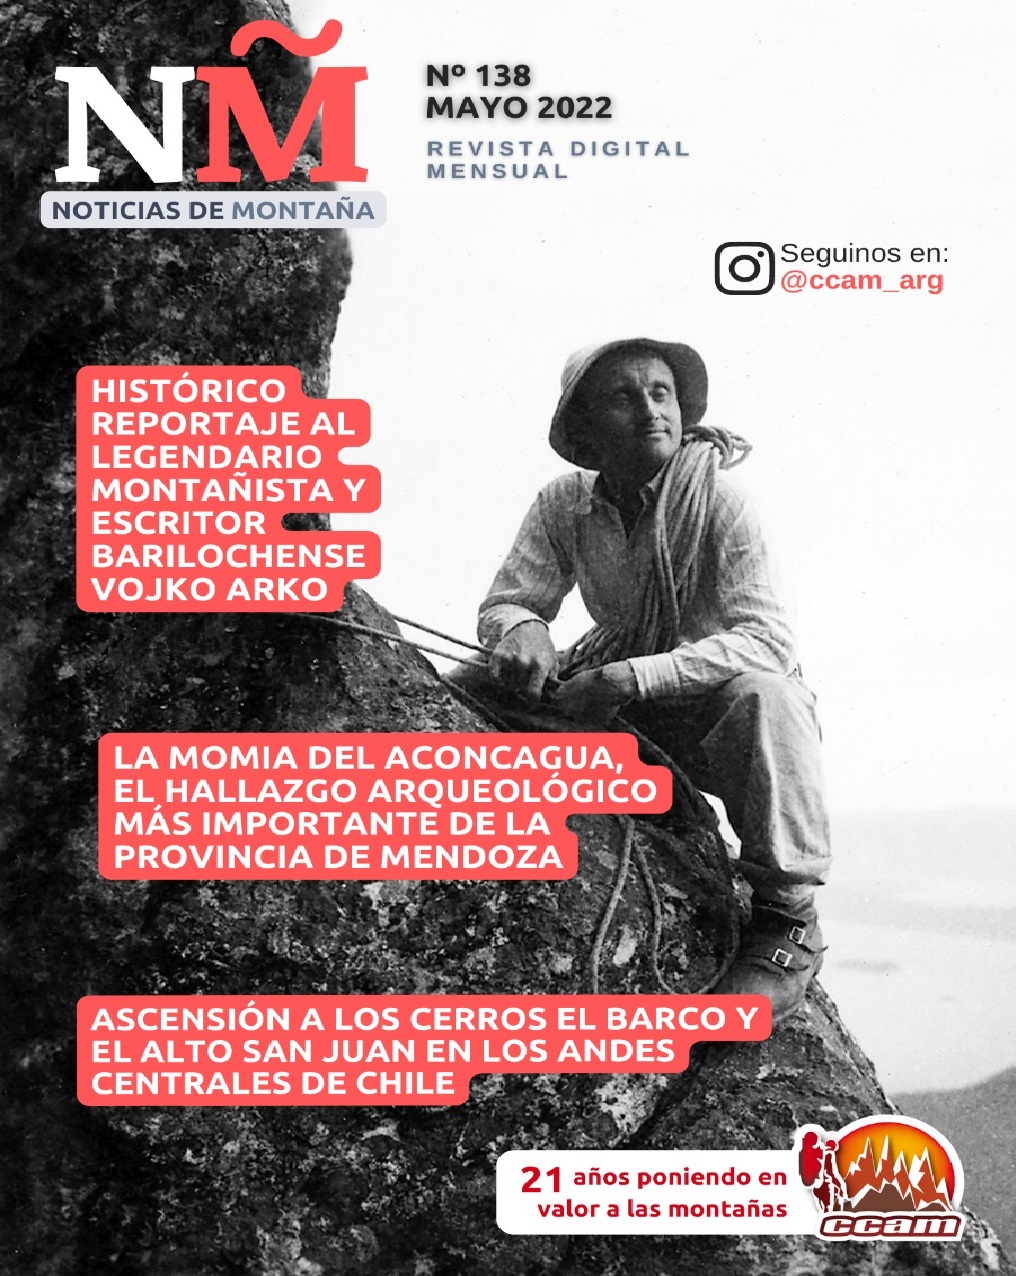 NM̃
NOTICIAS DE MONTAÑA
Nº 138
MAYO 2022
REVISTA DIGITAL
MENSUAL
Seguinos en:
@ccam_arg
HISTÓRICO
REPORTAJE AL
LEGENDARIO
MONTAÑISTA Y
ESCRITOR
BARILOCHENSE
VOJKO ARKO
LA MOMIA DEL ACONCAGUA,
EL HALLAZGO ARQUEOLÓGICO
MÁS IMPORTANTE DE LA
PROVINCIA DE MENDOZA
ASCENSIÓN A LOS CERROS EL BARCO Y
EL ALTO SAN JUAN EN LOS ANDES
CENTRALES DE CHILE
21 años poniendo en
valor a las montañas
ccam